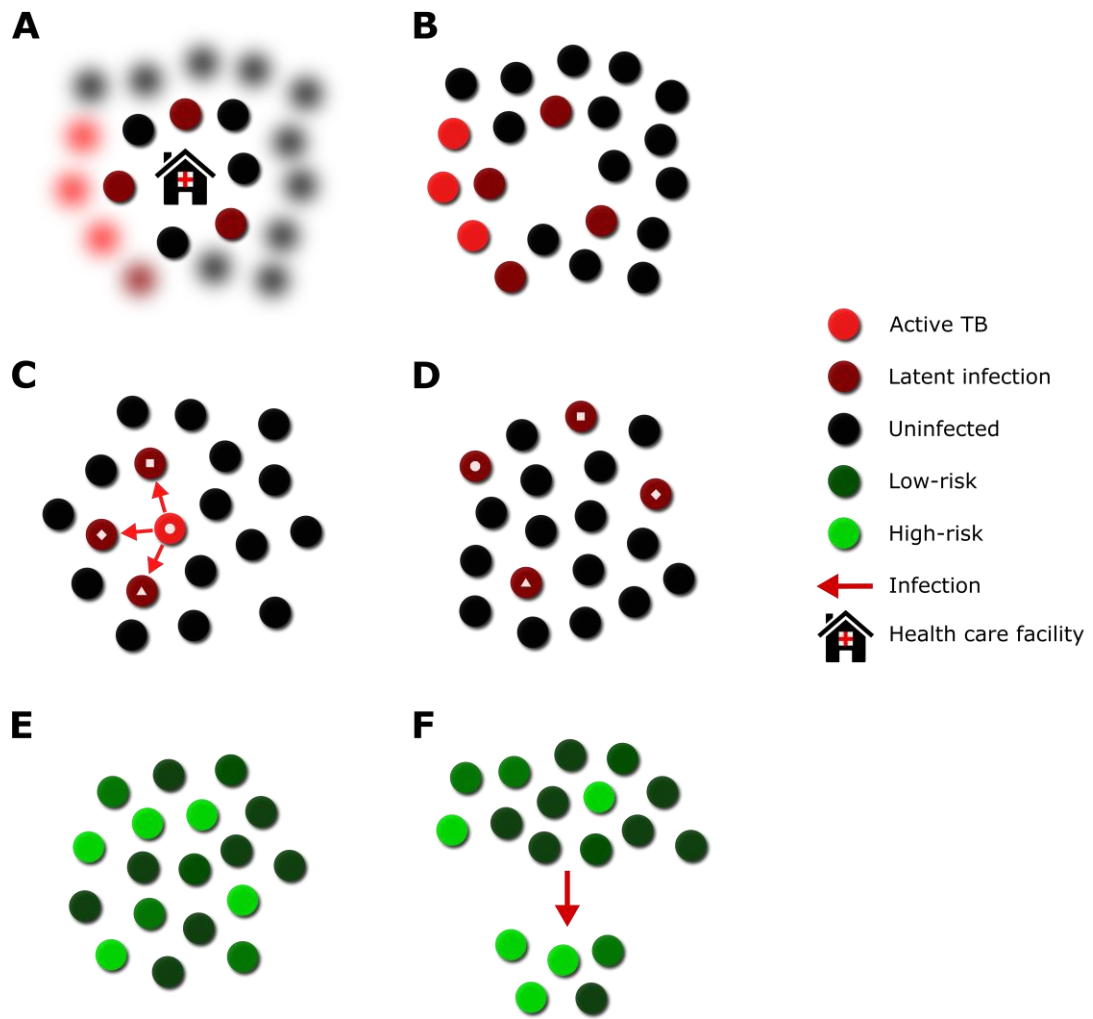 A
B
C
D
E
F
Active TB
Latent infection
Uninfected
Low-risk
High-risk
Infection
Health care facility